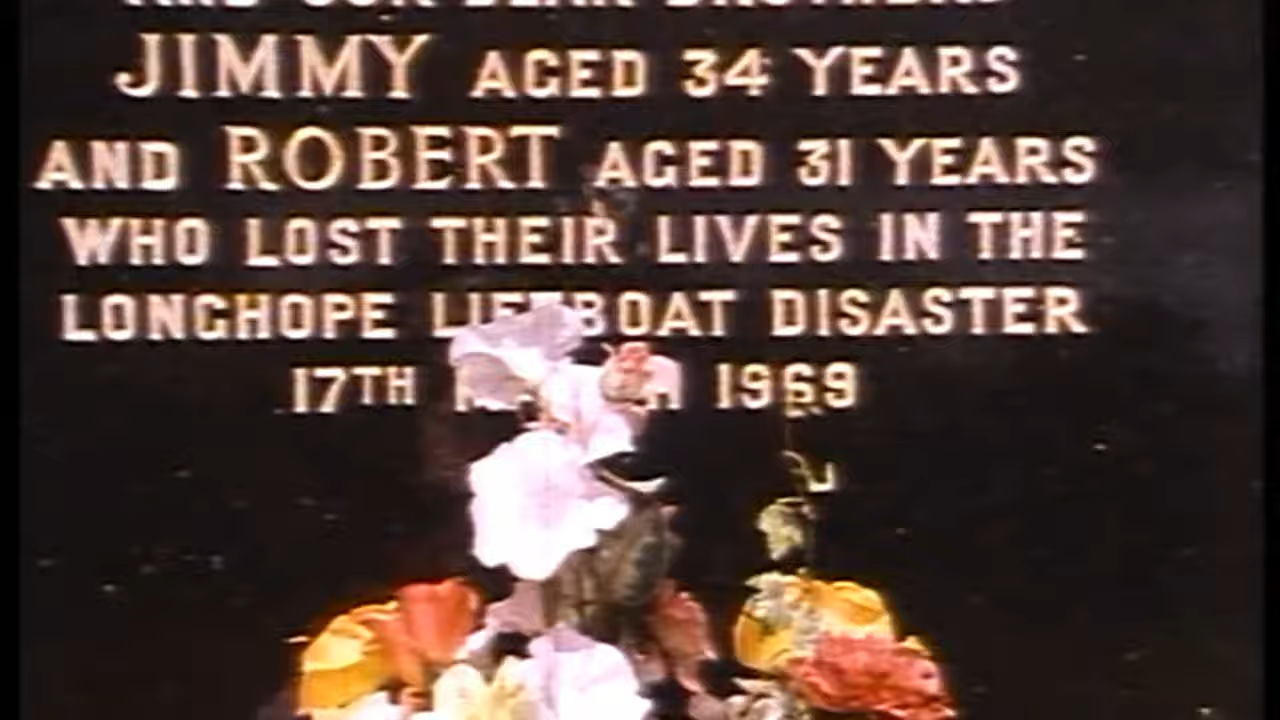 JIMMY AGED 34 YEARS
AND ROBERT AGED 31 YEARS
WHO LOST THEIR LIVES IN THE
LONGHOPE LIFEBOAT DISASTER
17TH 1969